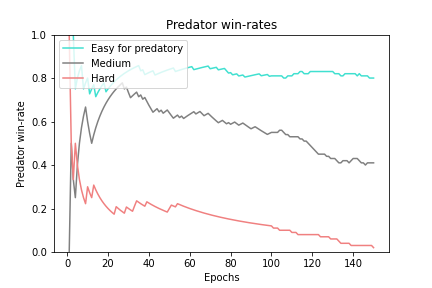 Predator win-rates
Predator win-rate
1.0
0.8
0.6
0.4
0.2
0.0
Easy for predatory
Medium
Hard
0
20
40
60
80
100
120
140
Epochs